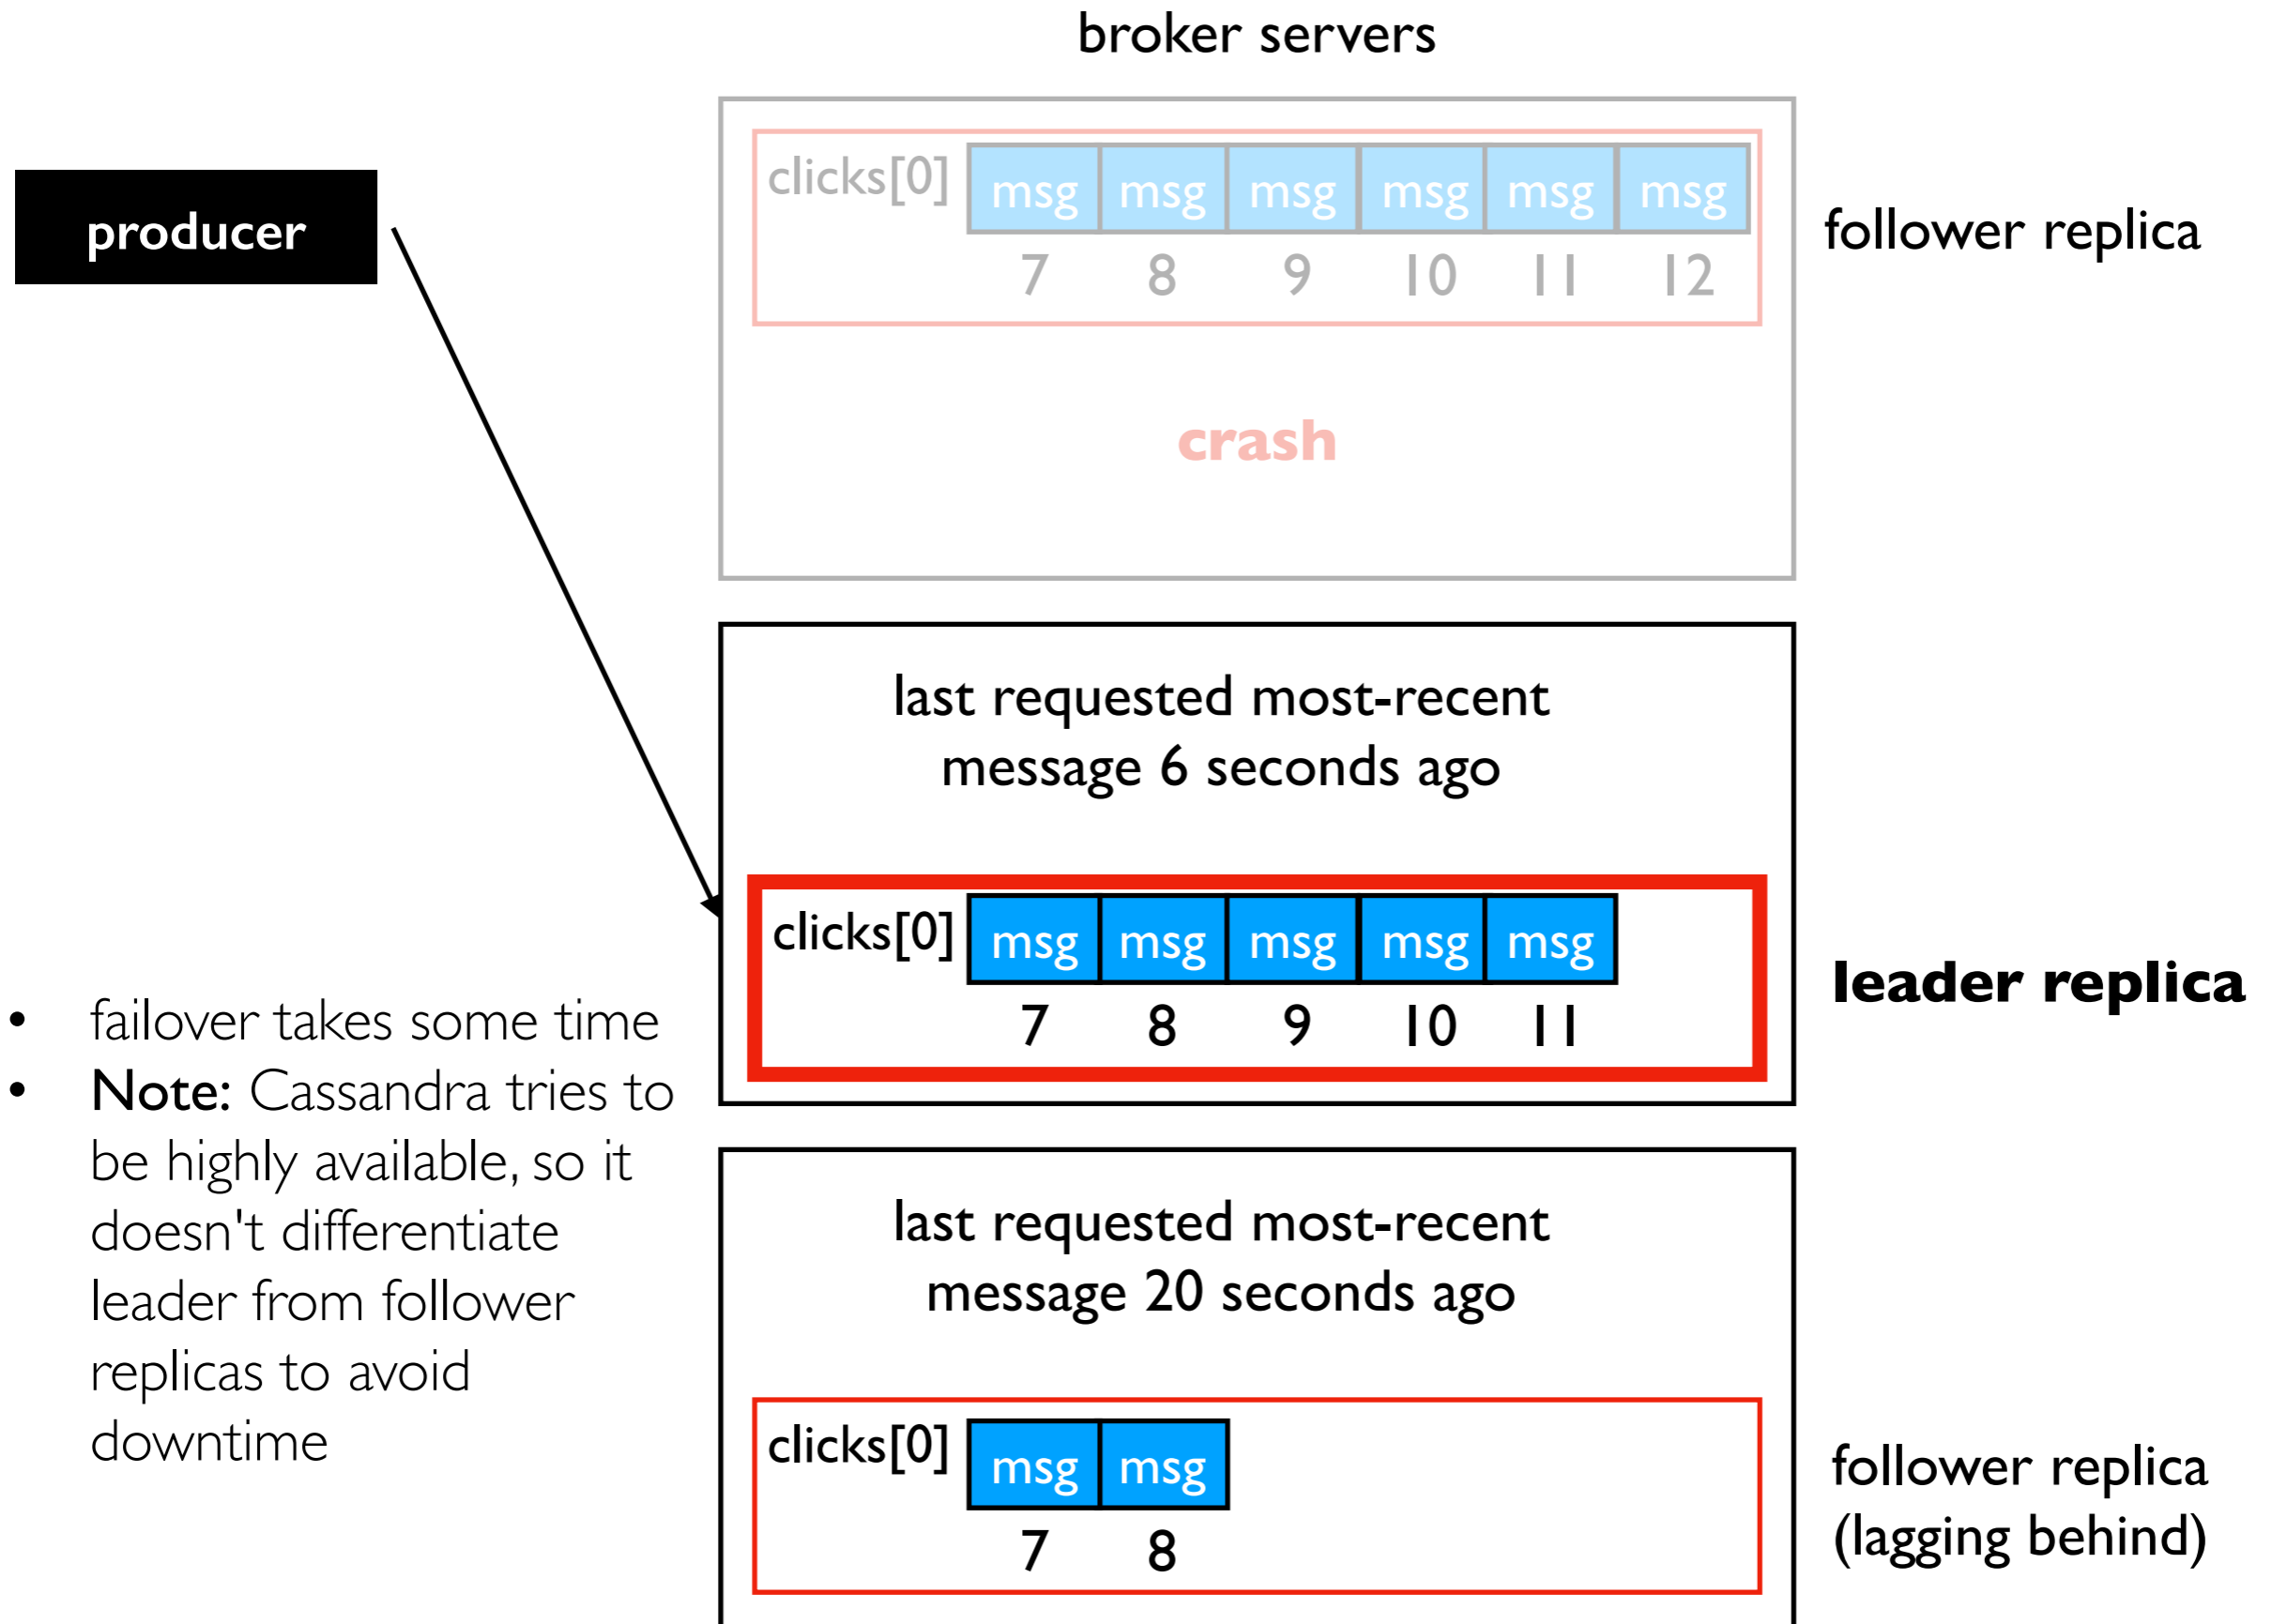 broker servers
producer
clicks[0] msg msg msg msg msg msg
7 8 9 10 11 12
follower replica
crash
last requested most-recent
message 6 seconds ago
clicks[0] msg msg msg msg msg
7 8 9 10 11
leader replica
• failover takes some time
• Note: Cassandra tries to
be highly available, so it
doesn't differentiate
leader from follower
replicas to avoid
downtime
last requested most-recent
message 20 seconds ago
clicks[0] msg msg
7 8
follower replica
(lagging behind)